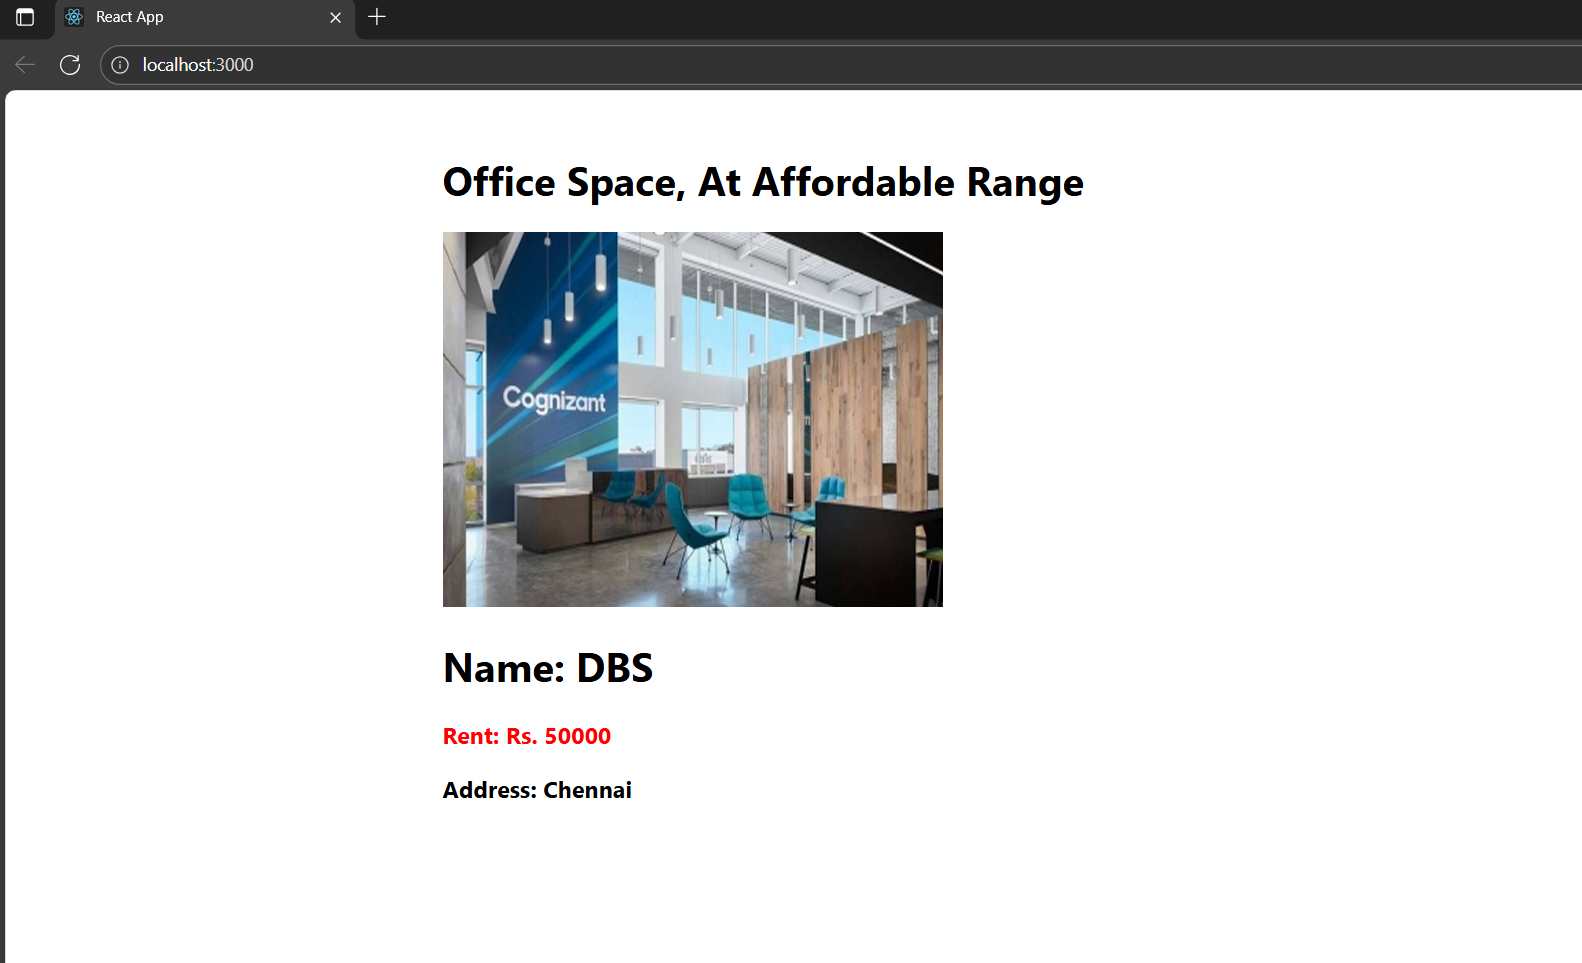 React App
localhost:3000
Office Space, At Affordable Range
Cognizant
Name: DBS
Rent: Rs. 50000
Address: Chennai